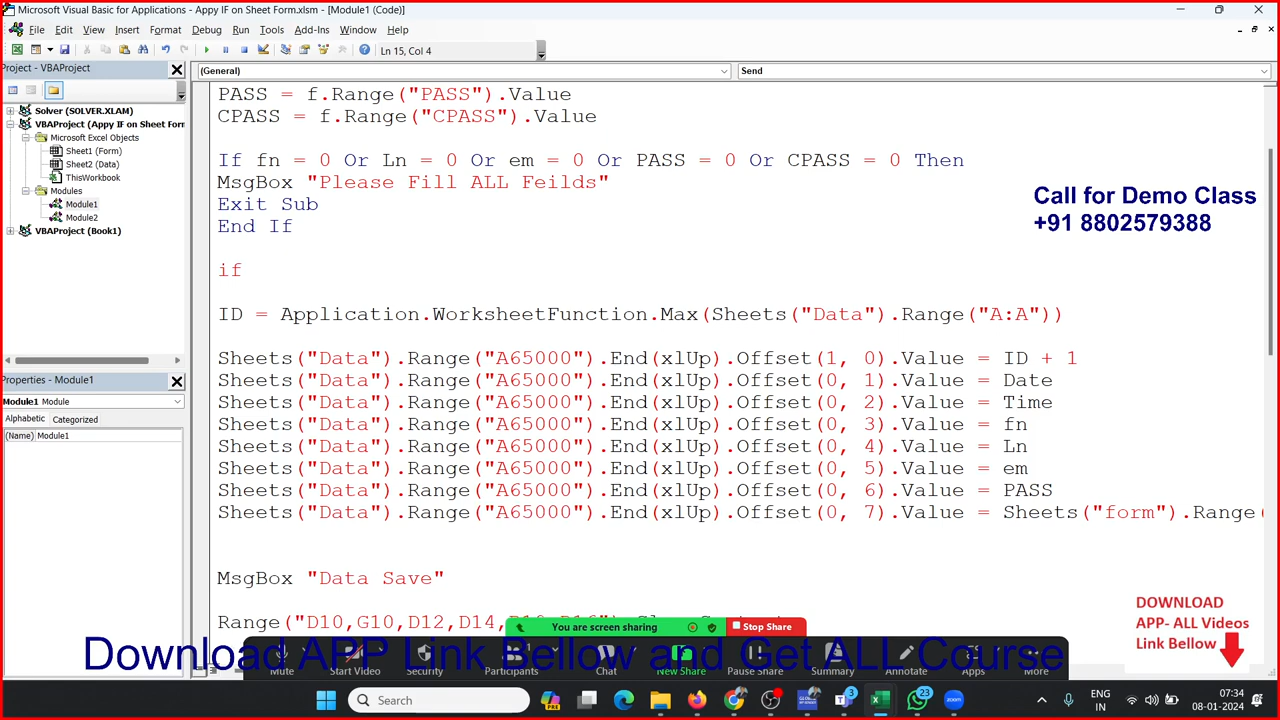 Microsoft Visual Basic for Applications - Appy IF on Sheet Form.xlsm - [Module1 (Code)]
File Edit View Insert Format Debug Run Tools Add-Ins Window Help
Ln 15, Col 4
Project - VBAProject
(General)
Send
Solver (SOLVER.XLAM)
VBAProject (Appy IF on Sheet Form
Microsoft Excel Objects
Sheet1 (Form)
Sheet2 (Data)
ThisWorkbook
Modules
Module1
Module2
VBAProject (Book1)
Properties - Module1
Module1 Module
Alphabetic Categorized
(Name) Module1
PASS = f.Range("PASS").Value
CPASS = f.Range("CPASS").Value
If fn = 0 Or Ln = 0 Or em = 0 Or PASS = 0 Or CPASS = 0 Then
MsgBox "Please Fill ALL Feilds"
Exit Sub
End If
if
ID = Application.WorksheetFunction.Max(Sheets("Data").Range("A:A"))
Sheets("Data").Range("A65000").End(xlUp).Offset(1, 0).Value = ID + 1
Sheets("Data").Range("A65000").End(xlUp).Offset(0, 1).Value = Date
Sheets("Data").Range("A65000").End(xlUp).Offset(0, 2).Value = Time
Sheets("Data").Range("A65000").End(xlUp).Offset(0, 3).Value = fn
Sheets("Data").Range("A65000").End(xlUp).Offset(0, 4).Value = Ln
Sheets("Data").Range("A65000").End(xlUp).Offset(0, 5).Value = em
Sheets("Data").Range("A65000").End(xlUp).Offset(0, 6).Value = PASS
Sheets("Data").Range("A65000").End(xlUp).Offset(0, 7).Value = Sheets("form").Range(
MsgBox "Data Save"
Range("D10,G10,D12,D14,
Call for Demo Class
+91 8802579388
DOWNLOAD
APP- ALL Videos
Link Bellow
You are screen sharing
Stop Share
Download APP Link Bellow and Get ALL Course
Mute Start Video Security Participants Chat New Share Pause Share Summary Annotate Apps More
Search
3
23
ENG
IN
07:34
08-01-2024